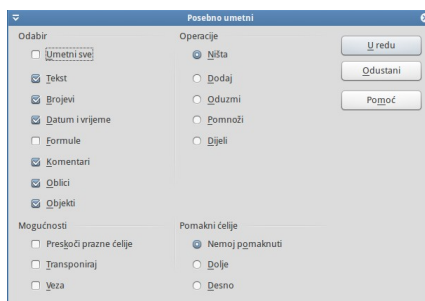 Posebno umetni
Odabir
Umetni sve
Tekst
Brojevi
Datum i vrijeme
Formule
Komentari
Oblici
Objekti
Operacije
Ništa
Dodaj
Oduzmi
Pomnoži
Dijeli
U redu
Odustani
Pomoć
Mogućnosti
Preskoči prazne ćelije
Transponiraj
Veza
Pomakni ćelije
Nemoj pomaknuti
Dolje
Desno